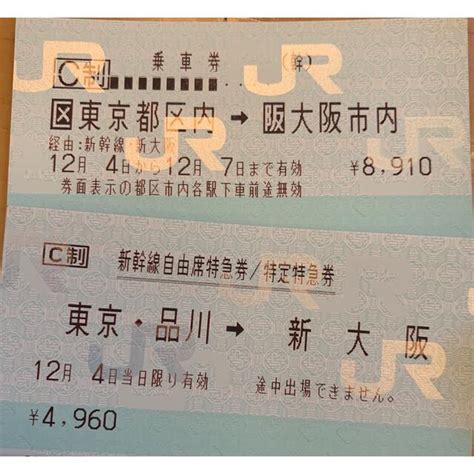 JR
C制 乗車券 (幹)
区東京都区内 → 阪大阪市内
経由:新幹線・新大阪
12月 4日から12月 7日まで有効 ¥8,910
券面表示の都区市内各駅下車前途無効
JR
C制 新幹線自由席特急券/特定特急券
東京・品川 → 新大阪
12月 4日当日限り有効 途中出場できません。
¥4,960
JR